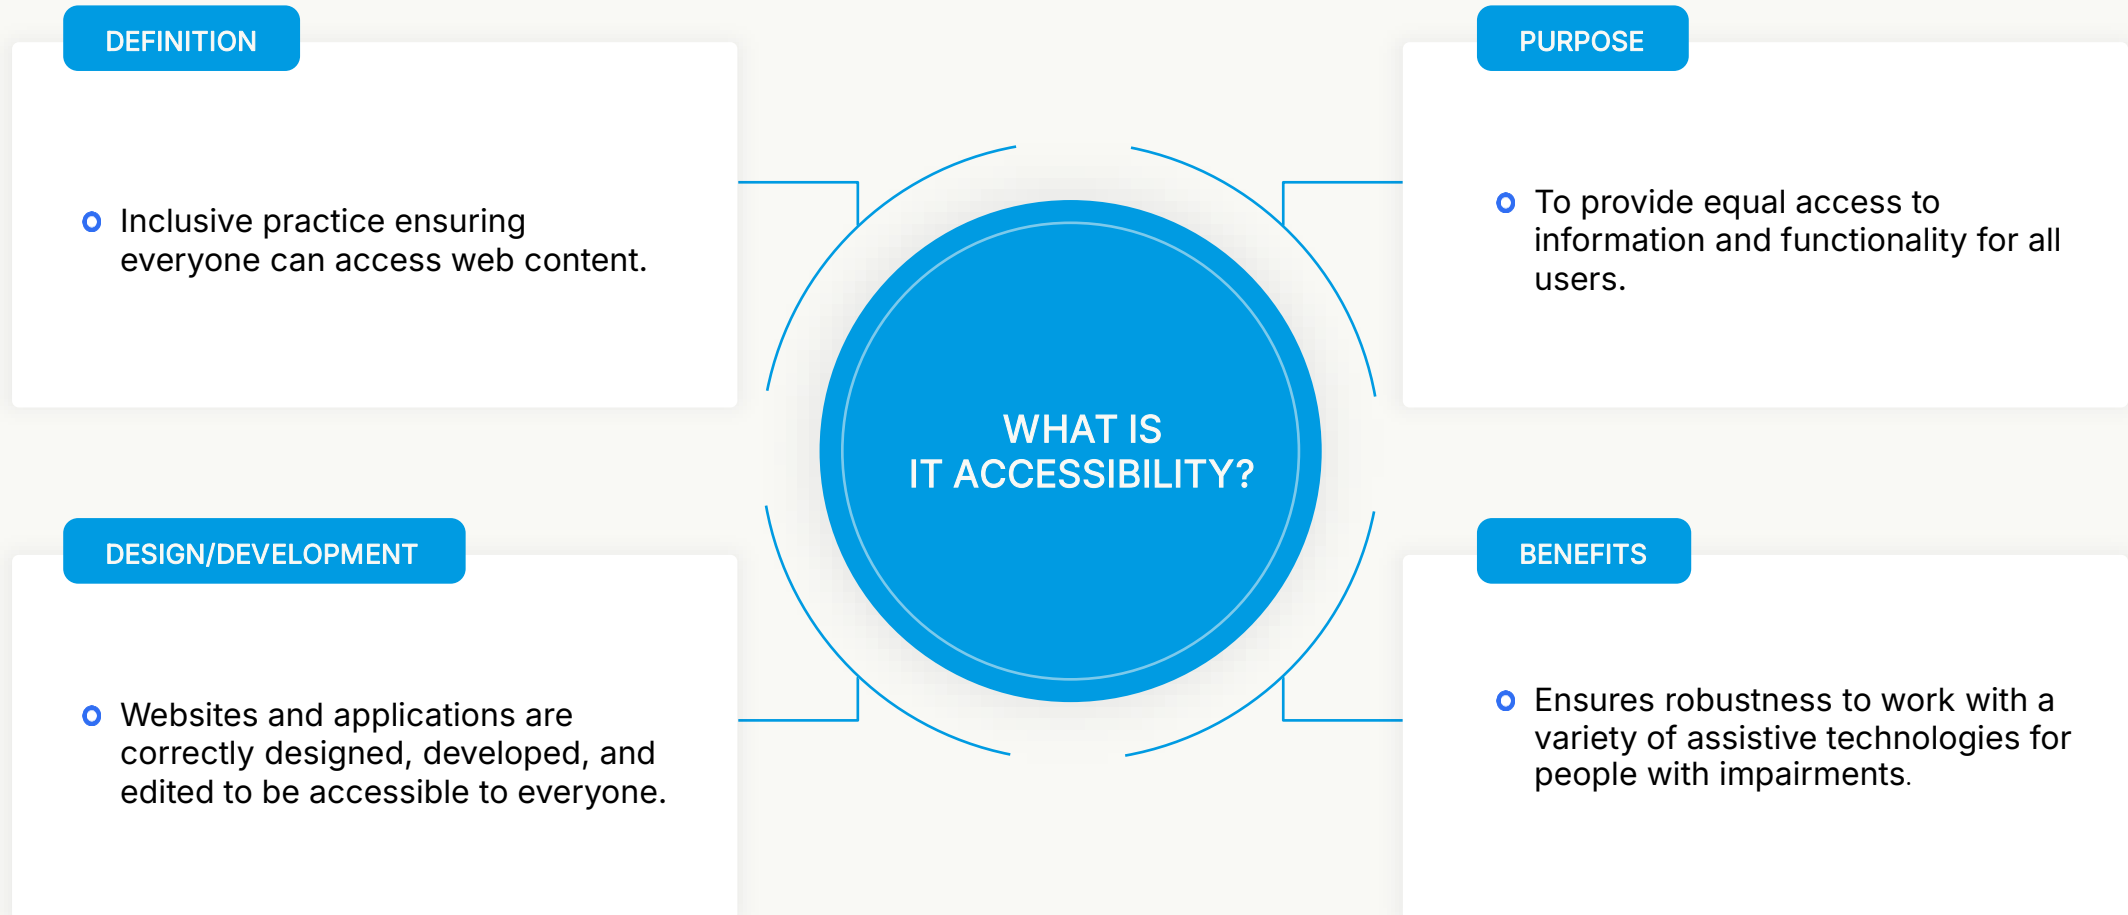 DEFINITION
Inclusive practice ensuring
everyone can access web content.
PURPOSE
To provide equal access to
information and functionality for all
users.
WHAT IS
IT ACCESSIBILITY?
DESIGN/DEVELOPMENT
Websites and applications are
correctly designed, developed, and
edited to be accessible to everyone.
BENEFITS
Ensures robustness to work with a
variety of assistive technologies for
people with impairments.